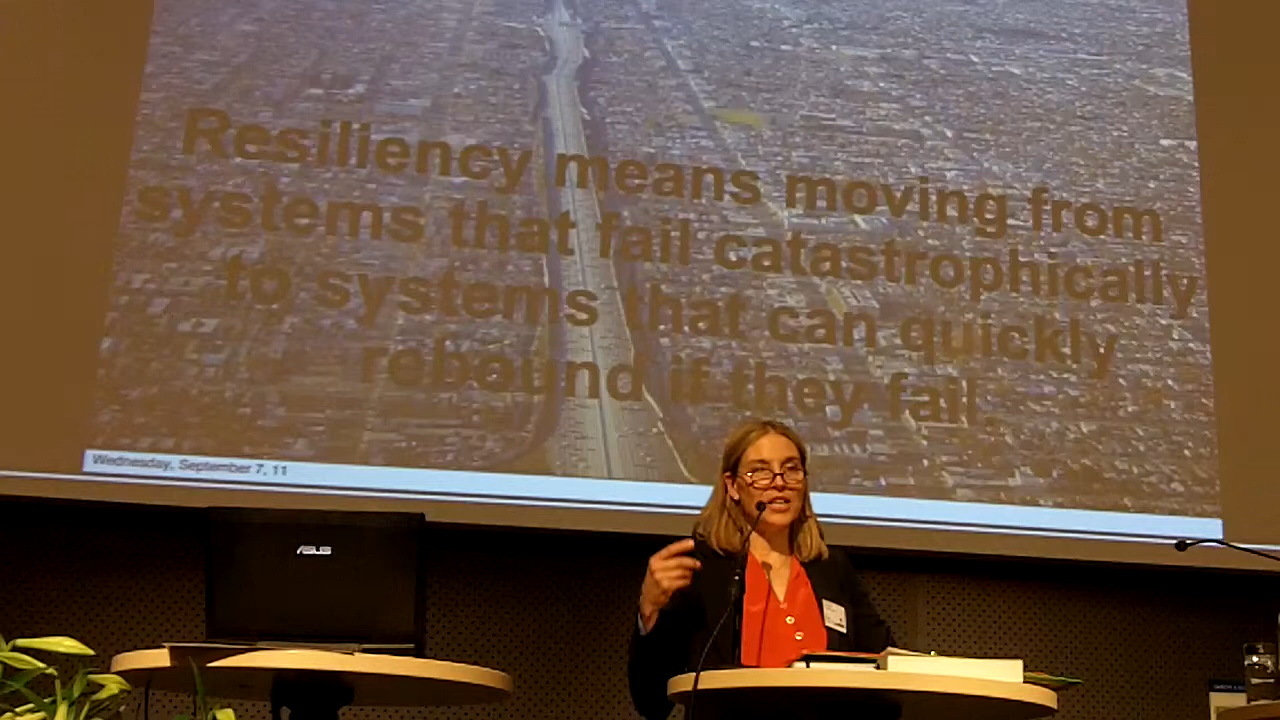 Resiliency means moving from
systems that fail catastrophically
to systems that can quickly
rebound if they fail.
Wednesday, September 7, 11
ASUS